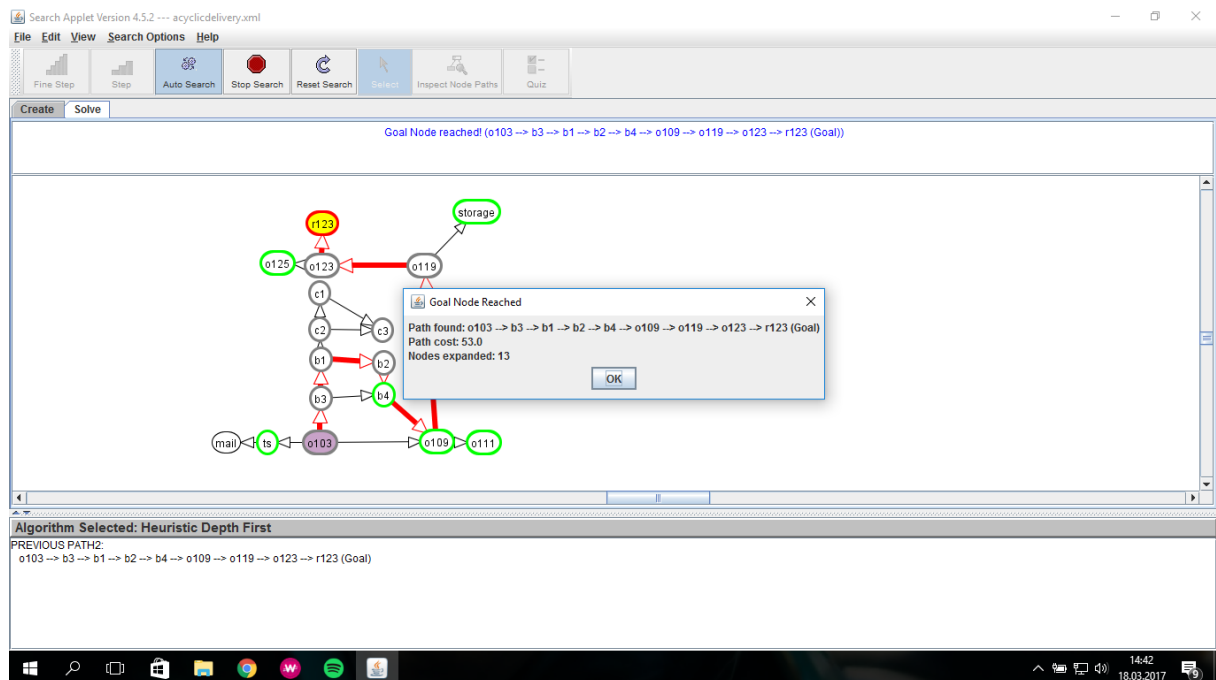 Search Applet Version 4.5.2 --- acyclicdelivery.xml
File Edit View Search Options Help
Fine Step Step Auto Search Stop Search Reset Search Select Inspect Node Paths Quiz
Create Solve
Goal Node reached! (o103 --> b3 --> b1 --> b2 --> b4 --> o109 --> o119 --> o123 --> r123 (Goal))
storage
r123
o125 o123 o119
c1
c2 c3
b1 b2
b3 b4
mail ts o103 o109 o111
Goal Node Reached
Path found: o103 --> b3 --> b1 --> b2 --> b4 --> o109 --> o119 --> o123 --> r123 (Goal)
Path cost: 53.0
Nodes expanded: 13
OK
Algorithm Selected: Heuristic Depth First
PREVIOUS PATH2:
o103 --> b3 --> b1 --> b2 --> b4 --> o109 --> o119 --> o123 --> r123 (Goal)
14:42
18.03.2017
9